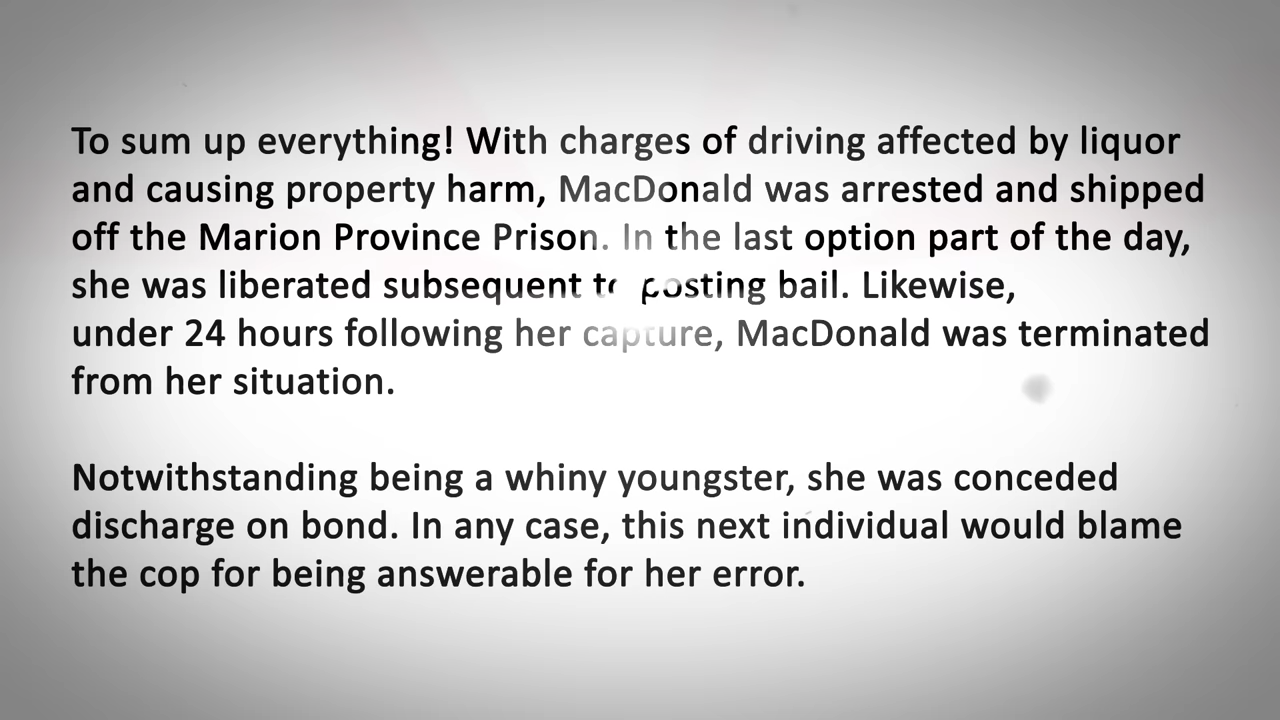 To sum up everything! With charges of driving affected by liquor
and causing property harm, MacDonald was arrested and shipped
off the Marion Province Prison. In the last option part of the day,
she was liberated subsequent to posting bail. Likewise,
under 24 hours following her capture, MacDonald was terminated
from her situation.
Notwithstanding being a whiny youngster, she was conceded
discharge on bond. In any case, this next individual would blame
the cop for being answerable for her error.